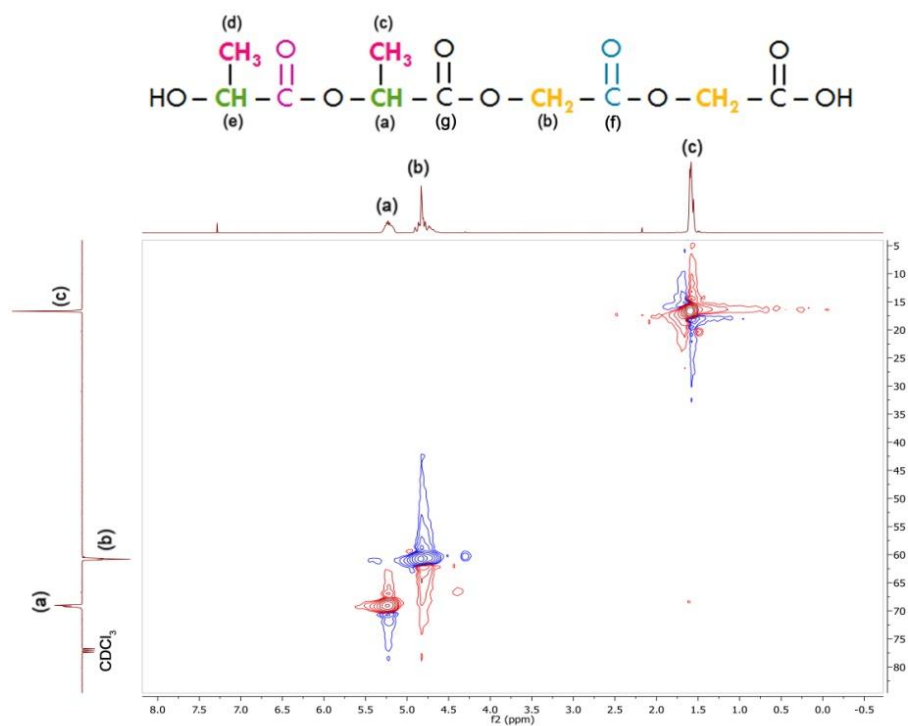 (d) (c)
CH3 O CH3 O O O
HO CH C O CH C O CH2 C O CH2 C OH
(e) (a) (g) (b) (f)
(c)
(b)
(a)
(c)
(b)
(a)
CDCl3
5
10
15
20
25
30
35
40
45
50
55
60
65
70
75
80
8.0 7.5 7.0 6.5 6.0 5.5 5.0 4.5 4.0 3.5 3.0 2.5 2.0 1.5 1.0 0.5 0.0 -0.5
f2 (ppm)